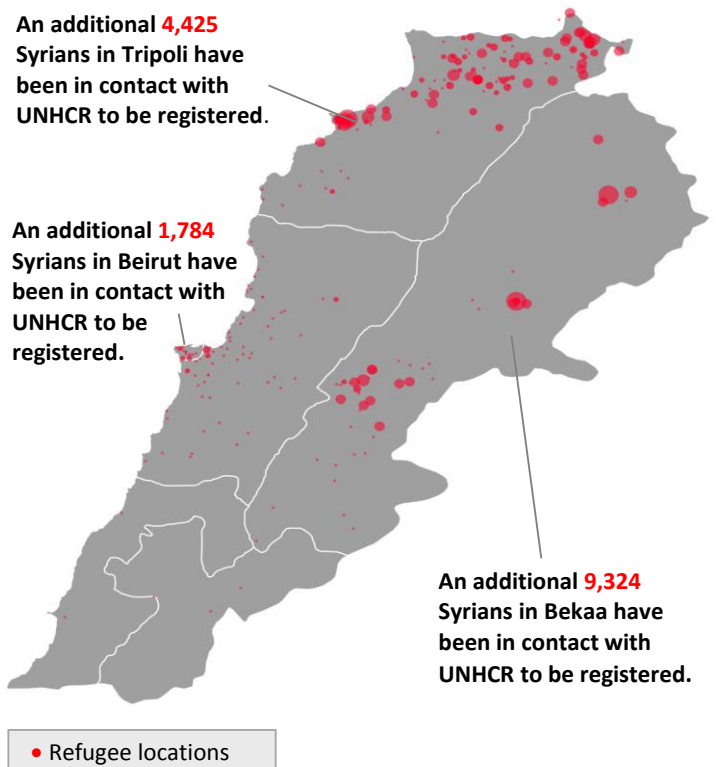 An additional 4,425
Syrians in Tripoli have
been in contact with
UNHCR to be registered.
An additional 1,784
Syrians in Beirut have
been in contact with
UNHCR to be
registered.
An additional 9,324
Syrians in Bekaa have
been in contact with
UNHCR to be registered.
Refugee locations